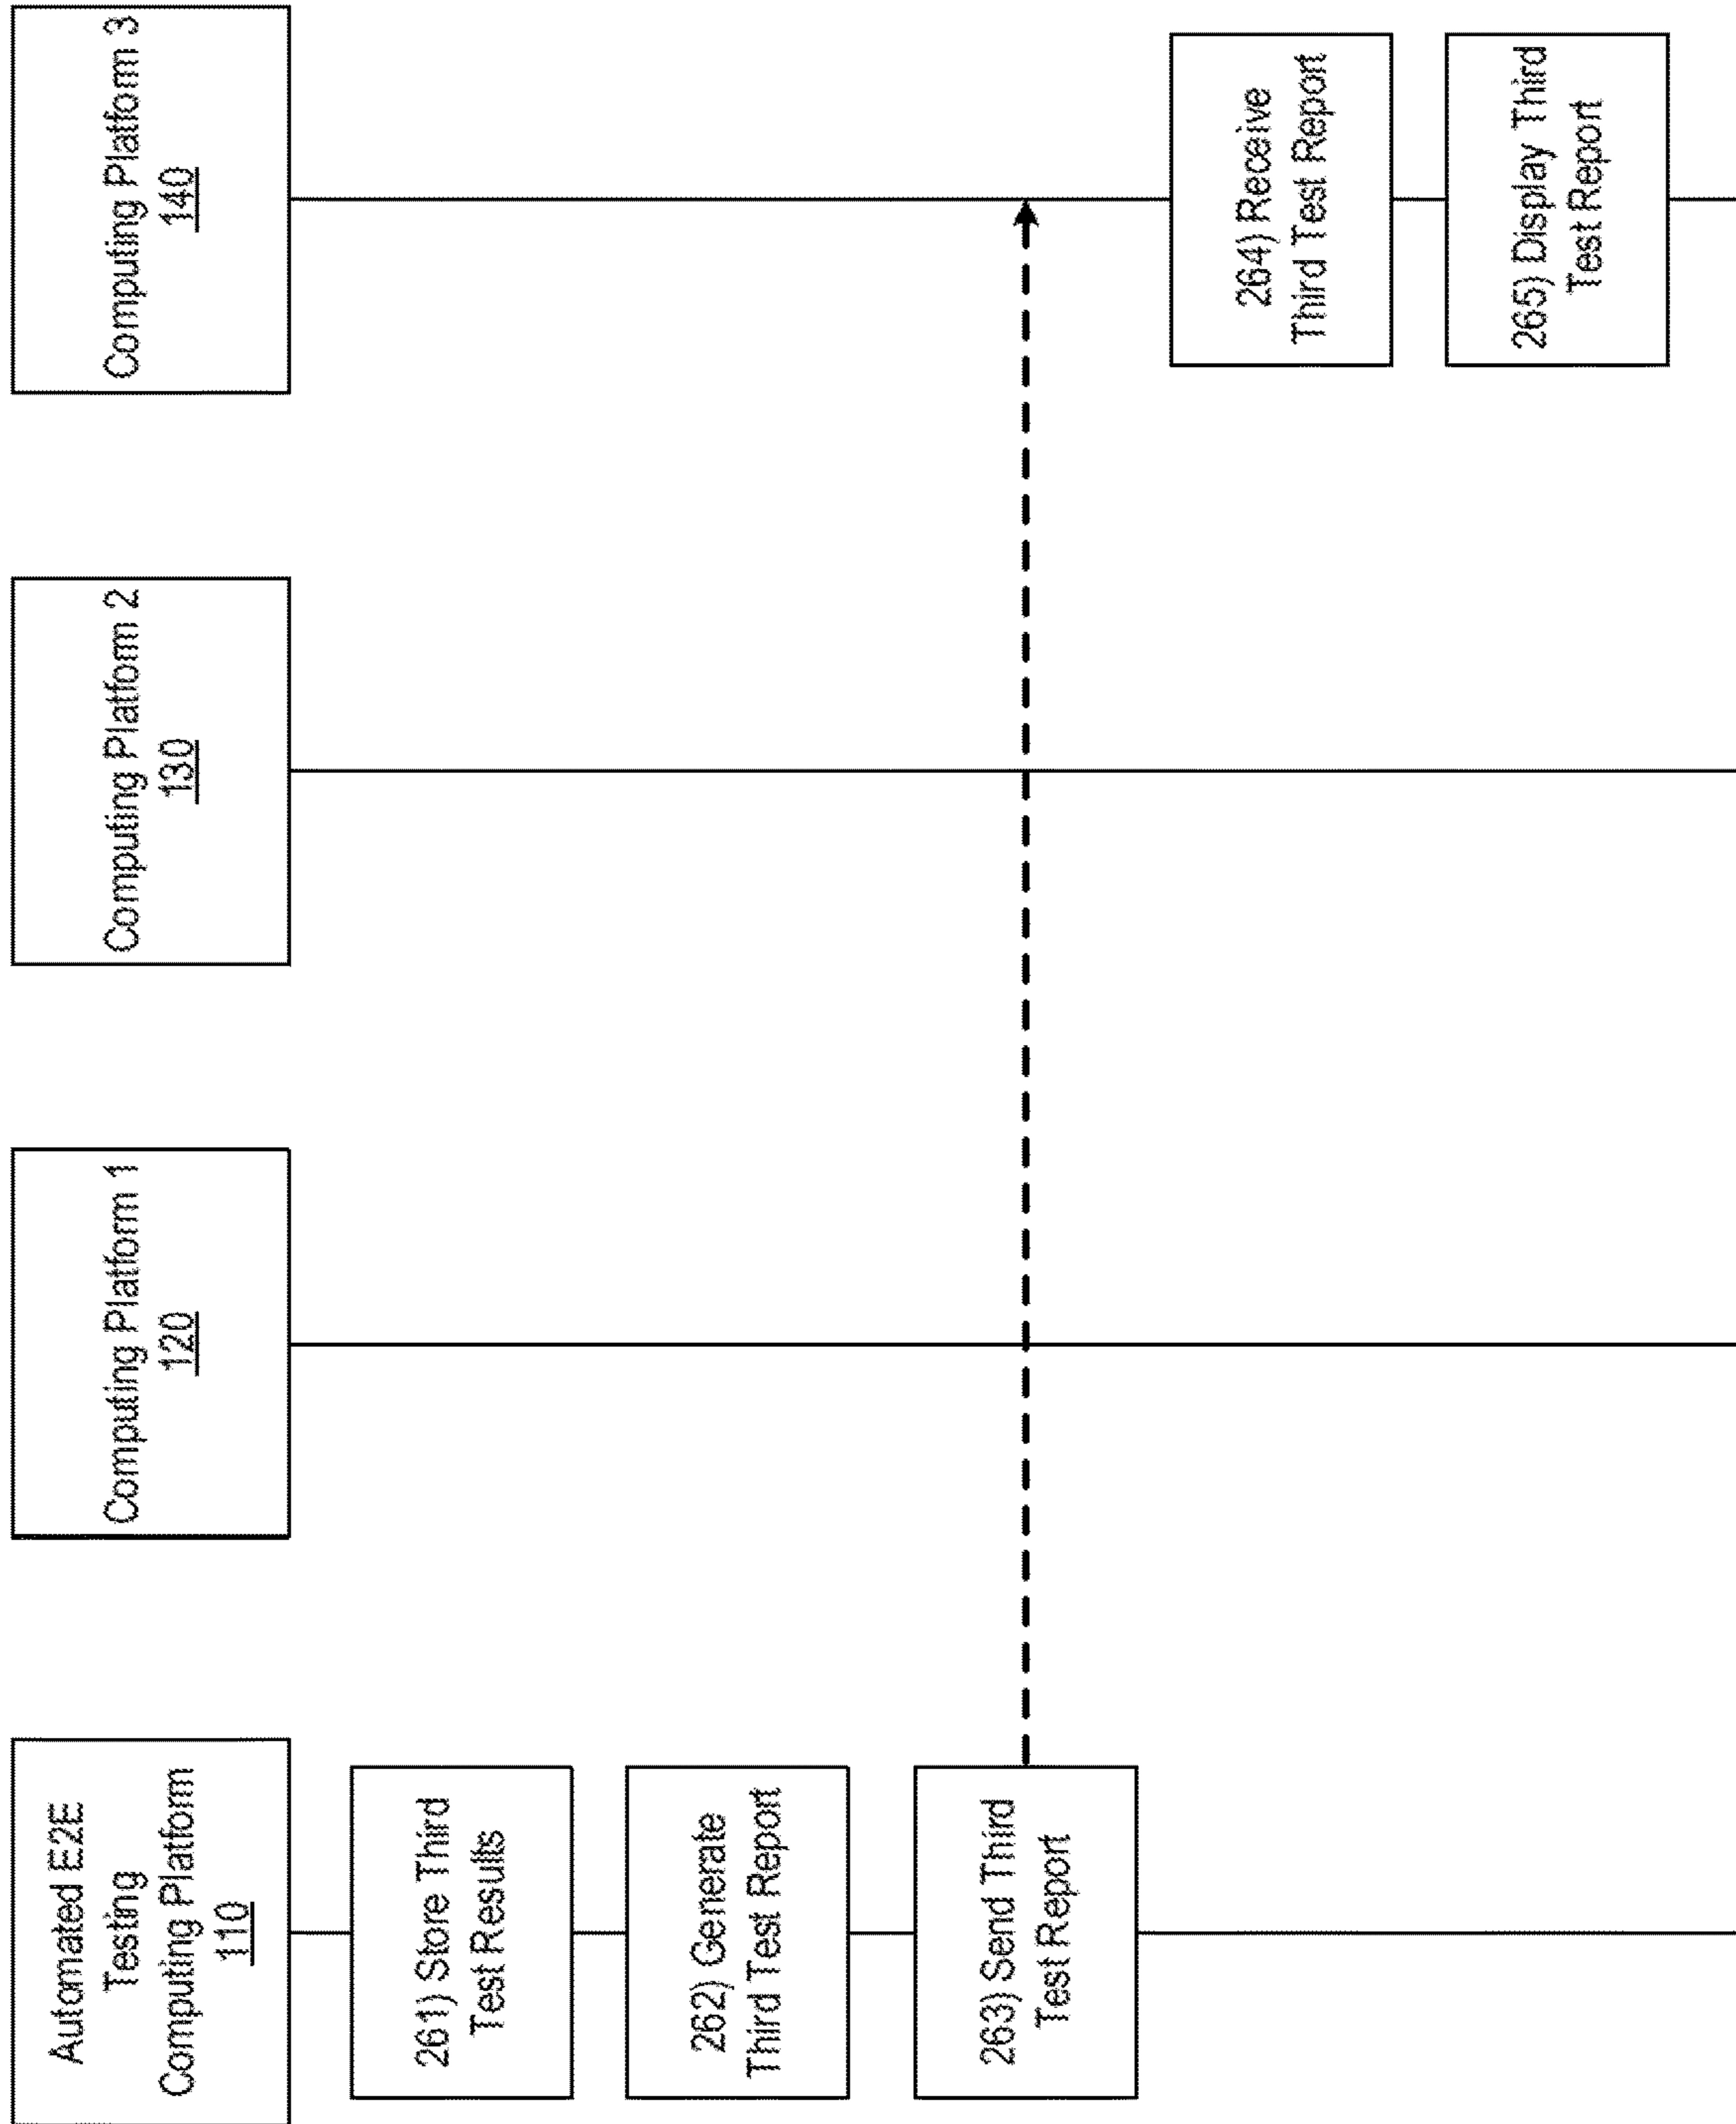 Automated E2E
Testing
Computing Platform
110
Computing Platform 1
120
Computing Platform 2
130
Computing Platform 3
140
261) Store Third
Test Results
262) Generate
Third Test Report
263) Send Third
Test Report
264) Receive
Third Test Report
265) Display Third
Test Report